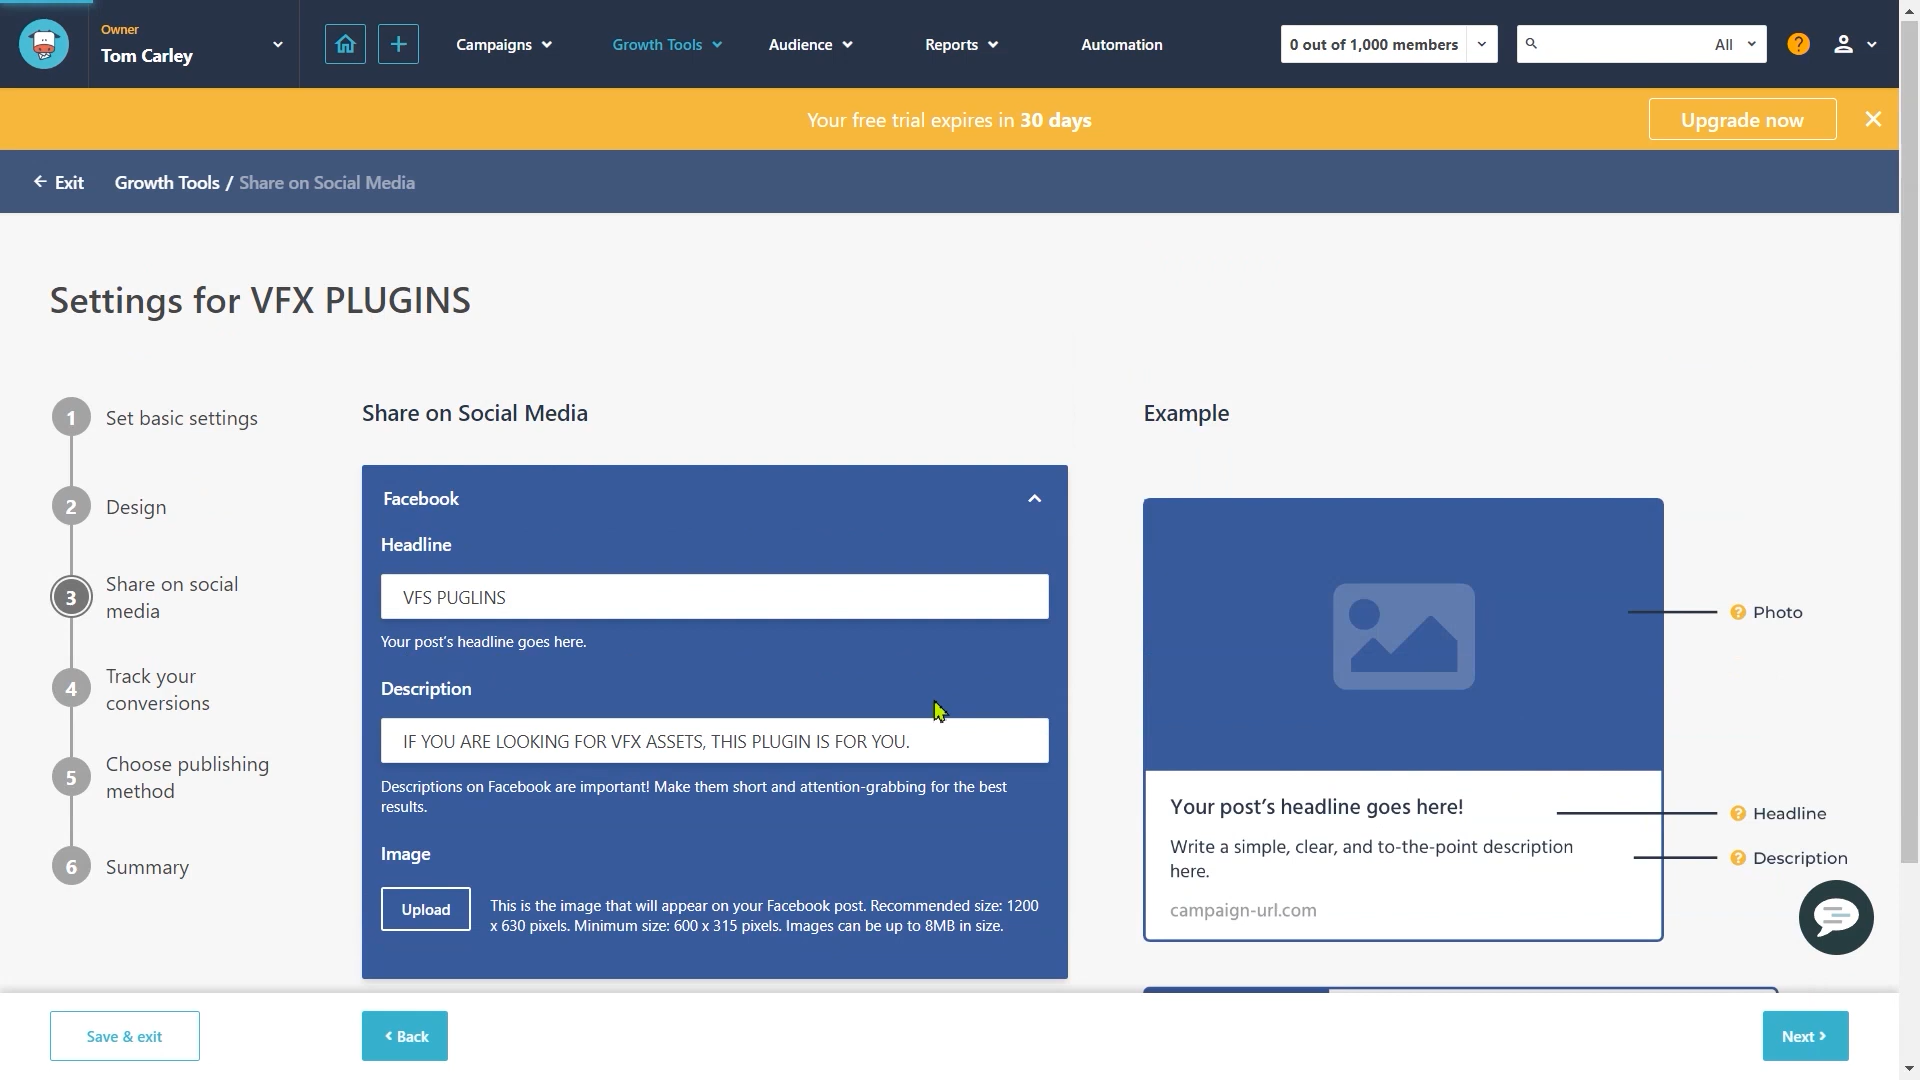 Owner
Tom Carley
Campaigns
Growth Tools
Audience
Reports
Automation
0 out of 1,000 members
All
?
Your free trial expires in 30 days
Upgrade now
Exit
Growth Tools / Share on Social Media
Settings for VFX PLUGINS
1 Set basic settings
2 Design
3 Share on social
media
4 Track your
conversions
5 Choose publishing
method
6 Summary
Share on Social Media
Facebook
Headline
VFS PUGLINS
Your post's headline goes here.
Description
IF YOU ARE LOOKING FOR VFX ASSETS, THIS PLUGIN IS FOR YOU.
Descriptions on Facebook are important! Make them short and attention-grabbing for the best
results.
Image
Upload
This is the image that will appear on your Facebook post. Recommended size: 1200
x 630 pixels. Minimum size: 600 x 315 pixels. Images can be up to 8MB in size.
Example
? Photo
Your post's headline goes here!
? Headline
Write a simple, clear, and to-the-point description
here.
? Description
campaign-url.com
Save & exit
Back
Next